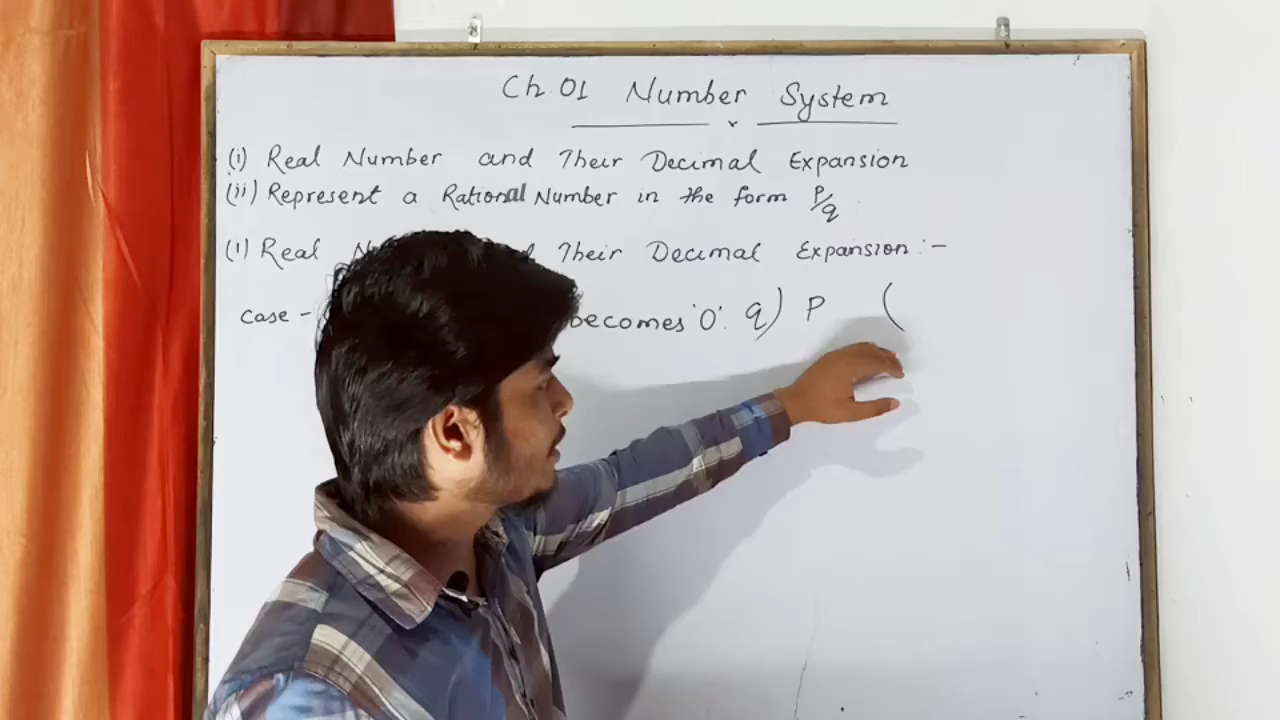 Ch. 01 Number System
(i) Real Number and Their Decimal Expansion
(ii) Represent a Rational Number in the form P/q
(1) Real Their Decimal Expansion :-
case - becomes '0'. q) P (